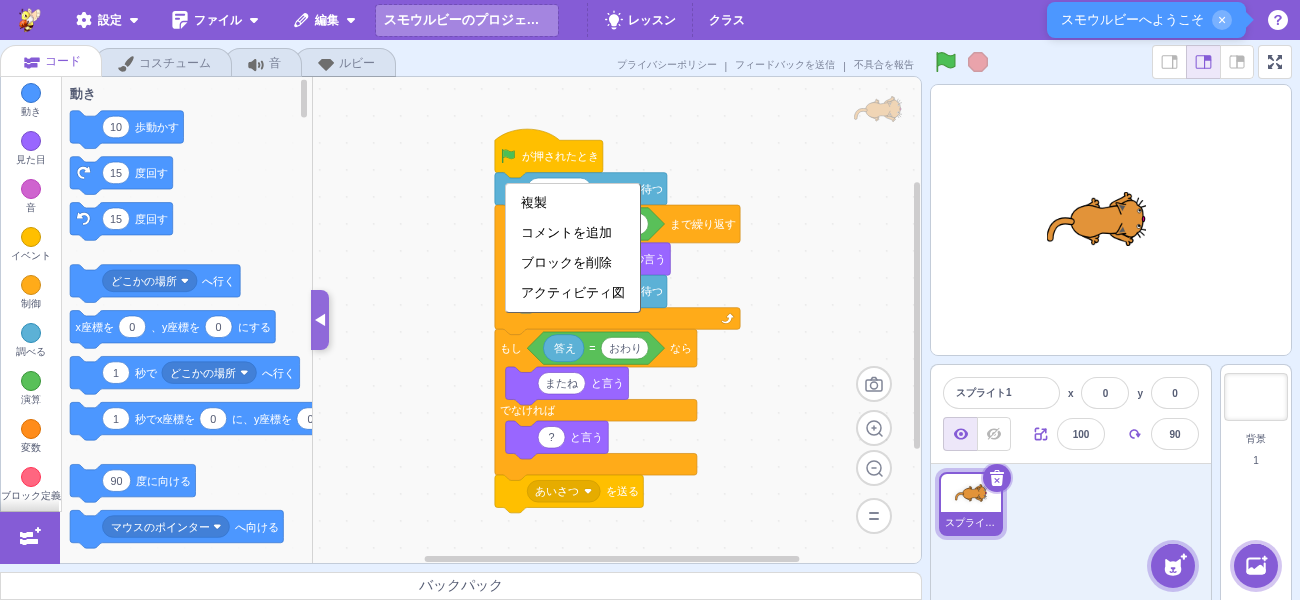 設定
ファイル
編集
スモウルビーのプロジェ…
レッスン
クラス
スモウルビーへようこそ
?
コード
コスチューム
音
ルビー
プライバシーポリシー | フィードバックを送信 | 不具合を報告
動き
見た目
音
イベント
制御
調べる
演算
変数
ブロック定義
動き
10 歩動かす
15 度回す
15 度回す
どこかの場所 へ行く
x座標を 0 、y座標を 0 にする
1 秒で どこかの場所 へ行く
1 秒でx座標を 0 に、y座標を 0
90 度に向ける
マウスのポインター へ向ける
が押されたとき
待つ
まで繰り返す
言う
待つ
複製
コメントを追加
ブロックを削除
アクティビティ図
もし 答え = おわり なら
またね と言う
でなければ
? と言う
あいさつ を送る
スプライト1
x 0 y 0
100
90
スプライ…
背景
1
バックパック